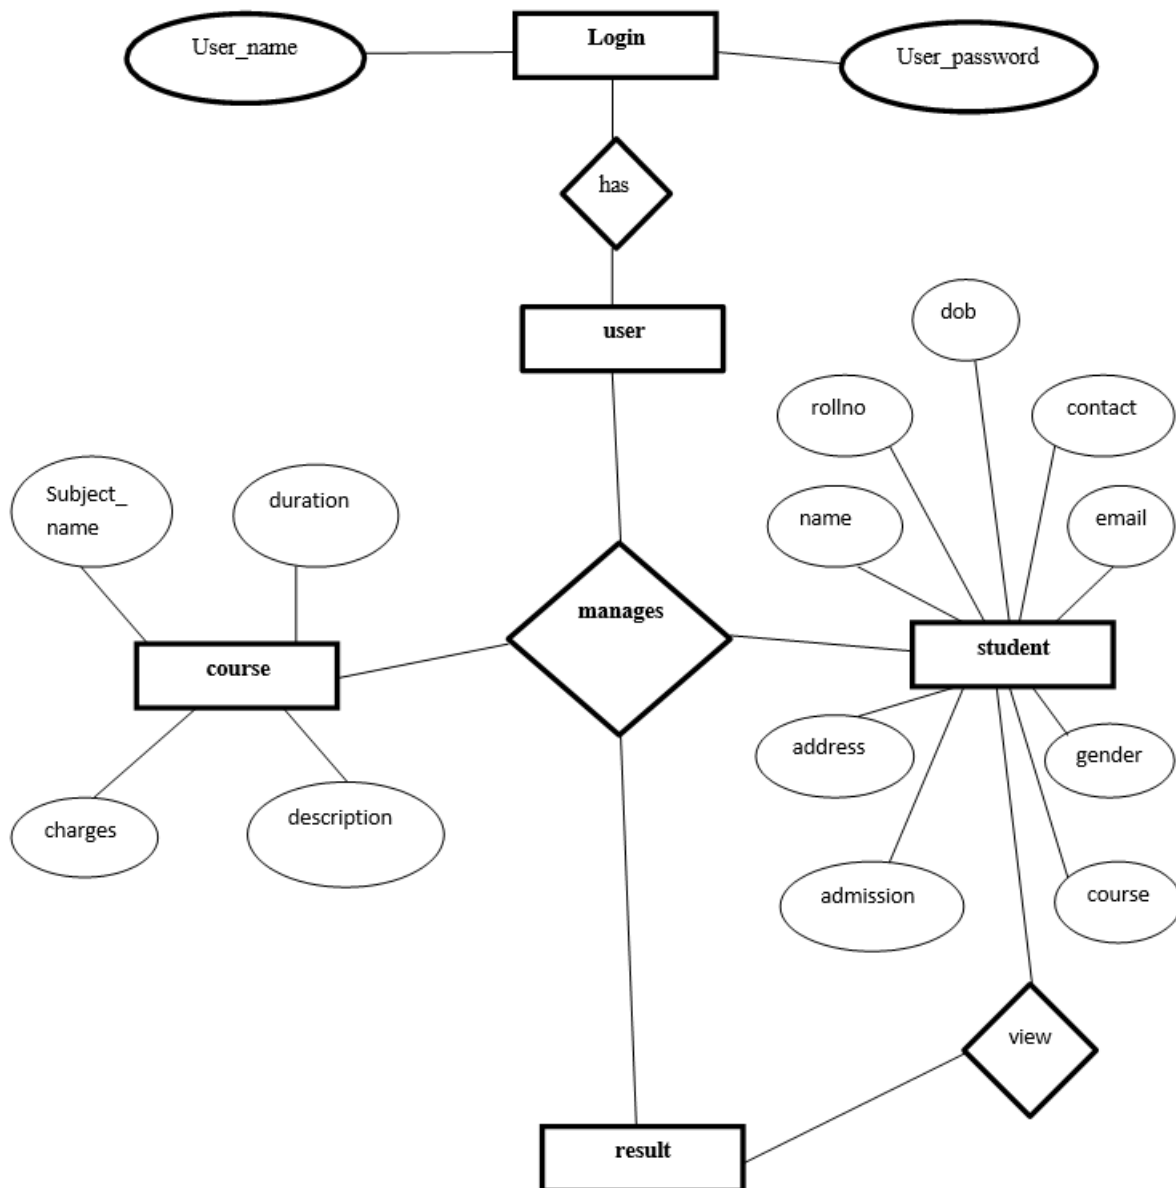 User_name
Login
User_password
has
user
dob
rollno
contact
Subject_
name
duration
name
email
manages
course
student
address
gender
charges
description
admission
course
view
result